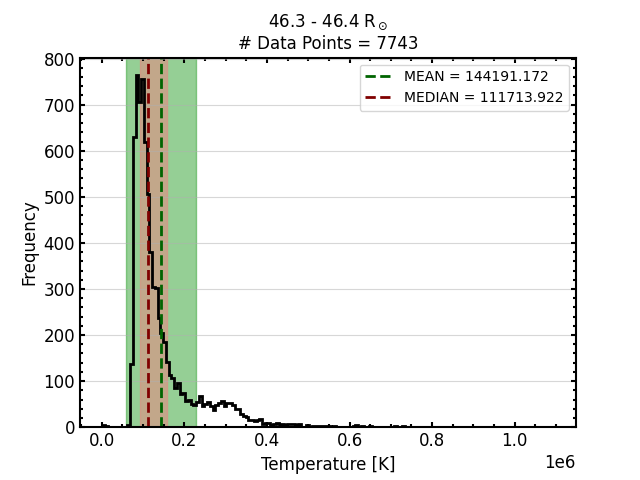 46.3 - 46.4 R⊙
# Data Points = 7743
MEAN = 144191.172
MEDIAN = 111713.922
Frequency
800
700
600
500
400
300
200
100
0
0.0 0.2 0.4 0.6 0.8 1.0
1e6
Temperature [K]